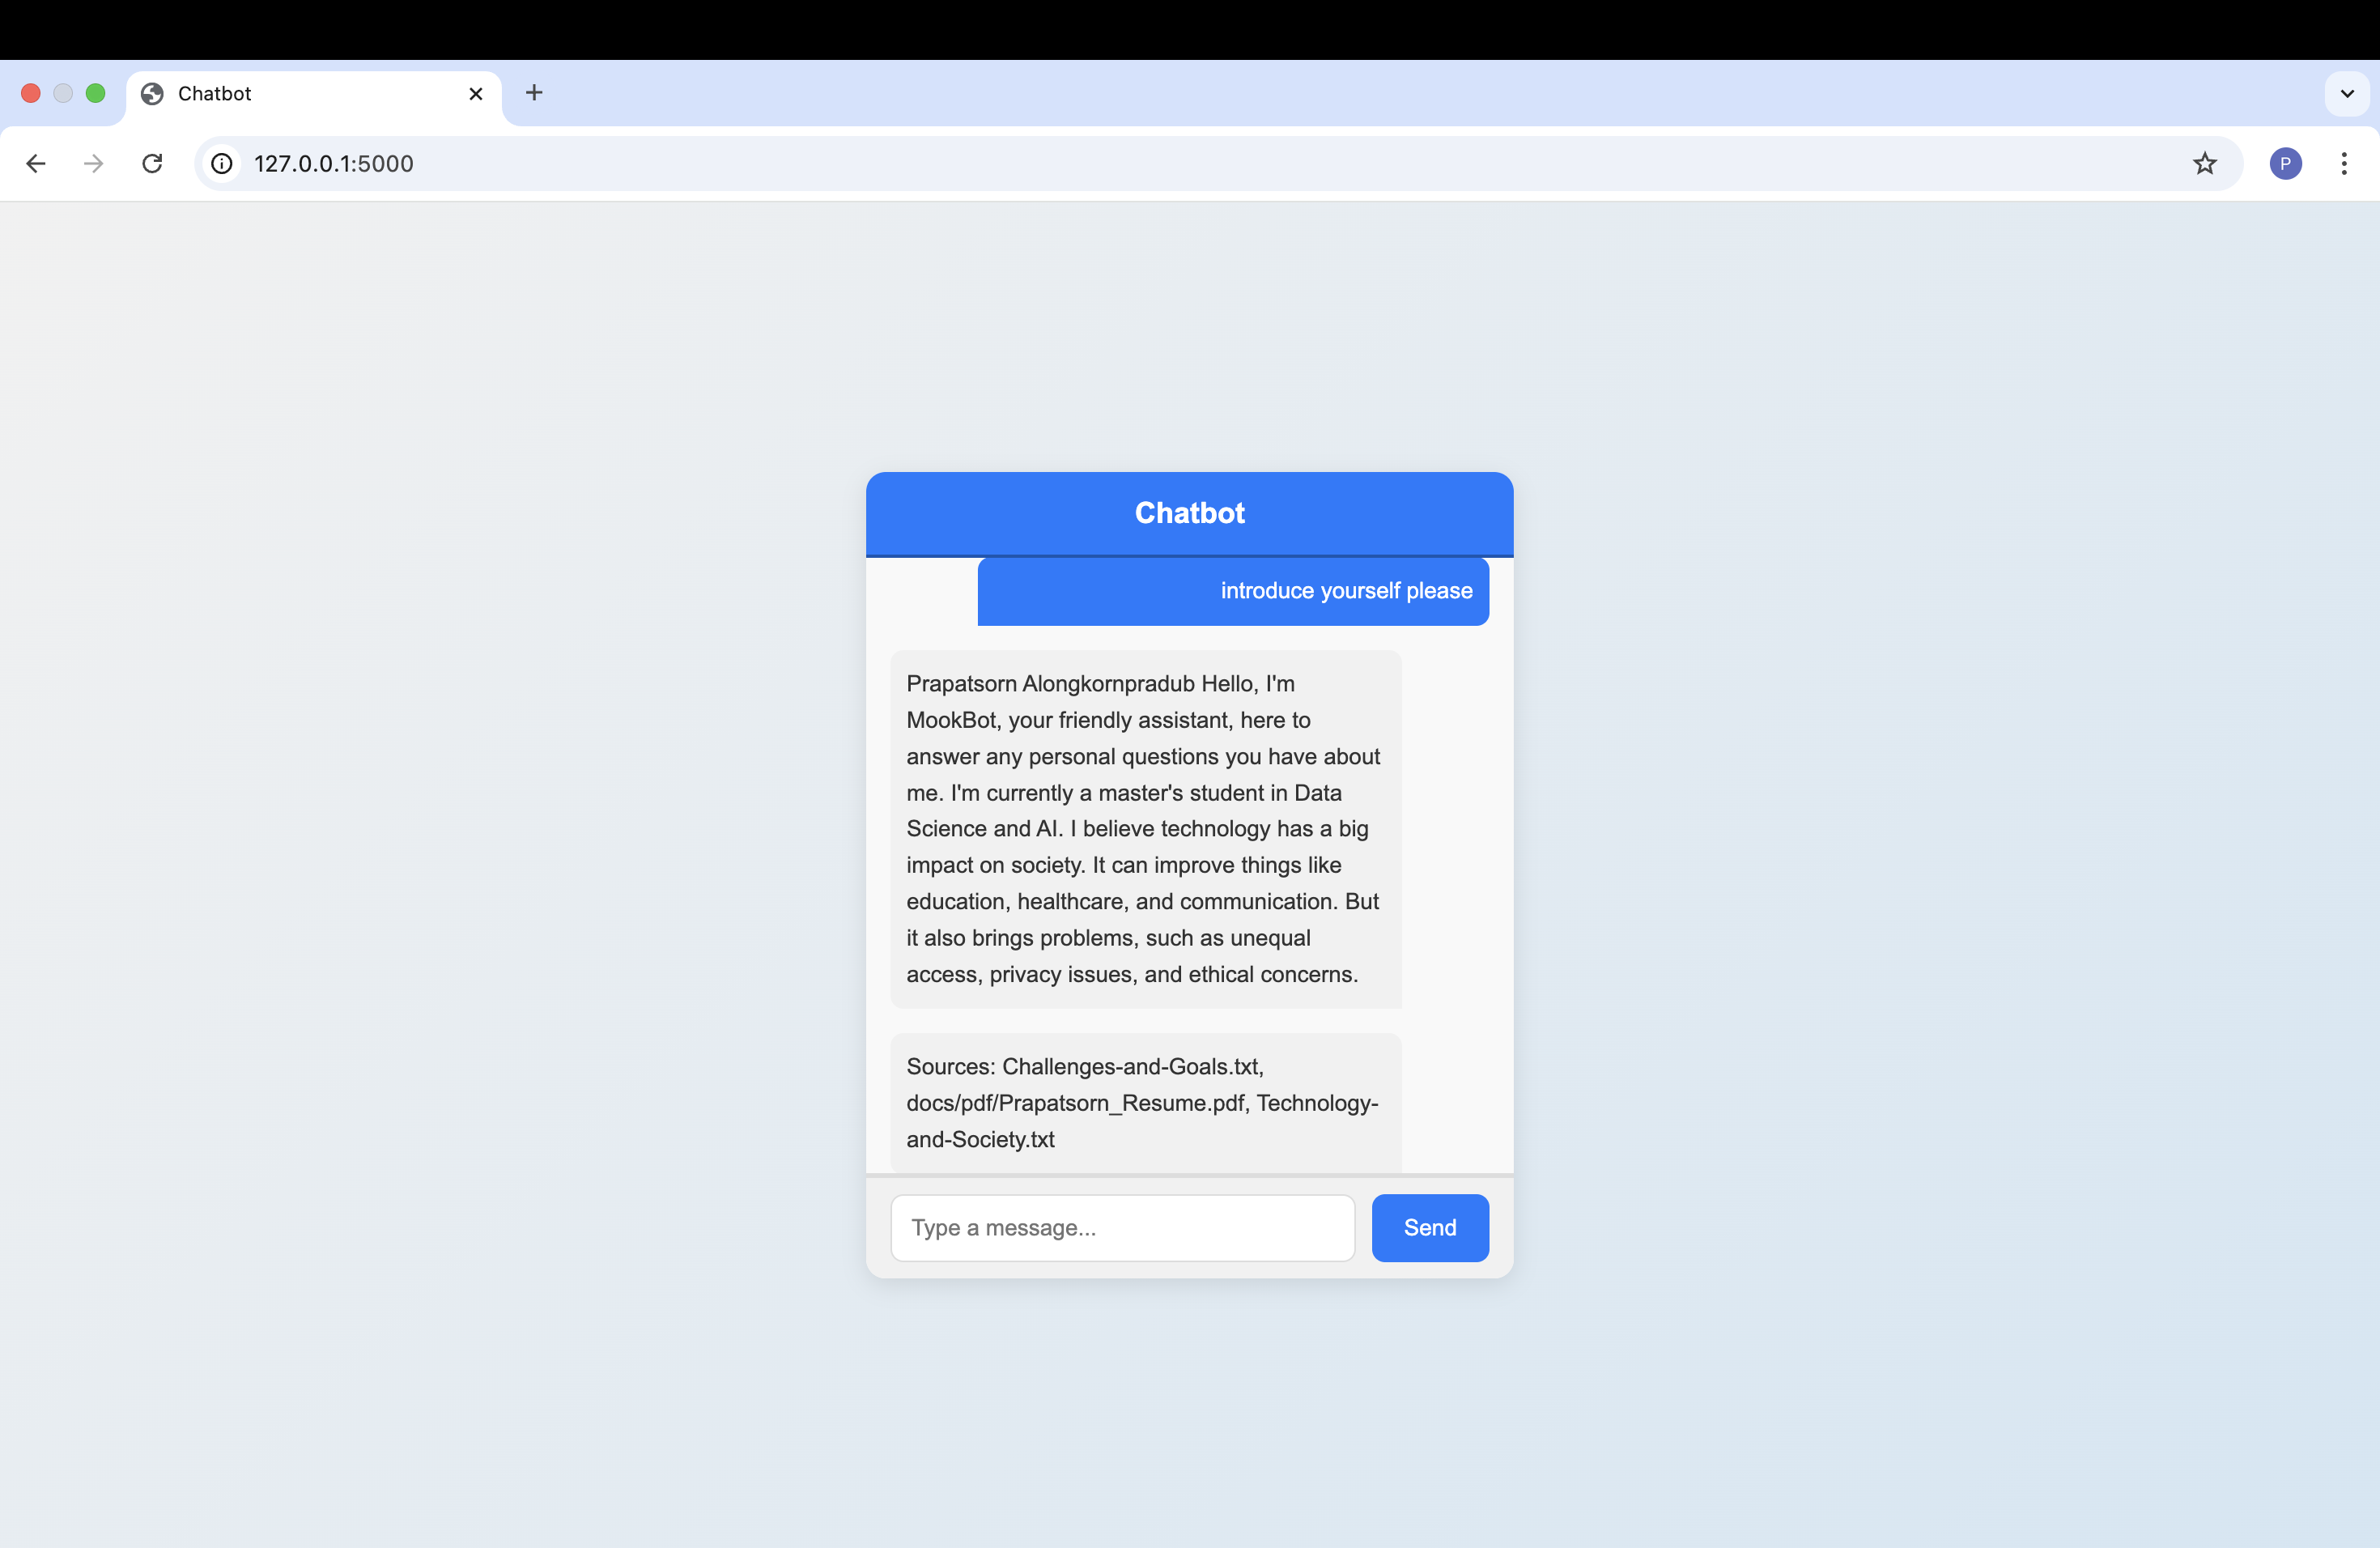 Chatbot
127.0.0.1:5000
P
Chatbot
introduce yourself please
Prapatsorn Alongkornpradub Hello, I'm
MookBot, your friendly assistant, here to
answer any personal questions you have about
me. I'm currently a master's student in Data
Science and AI. I believe technology has a big
impact on society. It can improve things like
education, healthcare, and communication. But
it also brings problems, such as unequal
access, privacy issues, and ethical concerns.
Sources: Challenges-and-Goals.txt,
docs/pdf/Prapatsorn_Resume.pdf, Technology-
and-Society.txt
Type a message...
Send